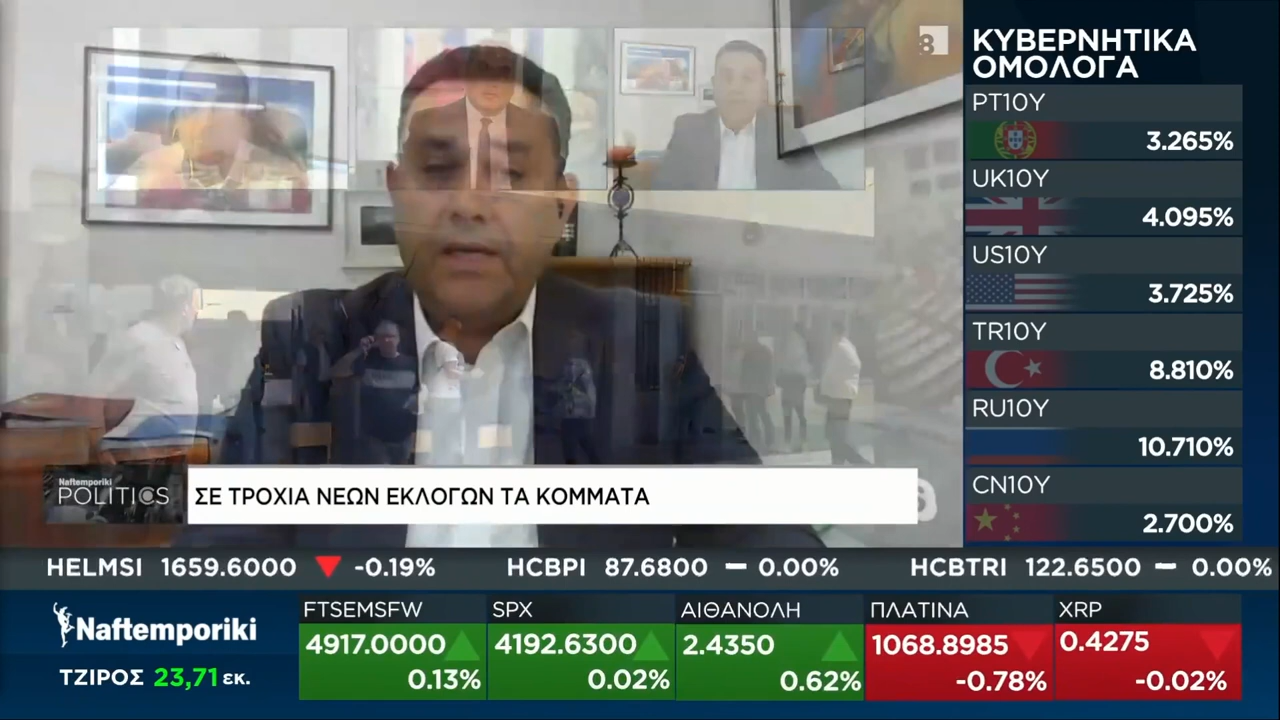 8
ΚΥΒΕΡΝΗΤΙΚΑ
ΟΜΟΛΟΓΑ
PT10Y
3.265%
UK10Y
4.095%
US10Y
3.725%
TR10Y
8.810%
RU10Y
10.710%
CN10Y
2.700%
Naftemporiki
POLITICS
ΣΕ ΤΡΟΧΙΑ ΝΕΩΝ ΕΚΛΟΓΩΝ ΤΑ ΚΟΜΜΑΤΑ
HELMSI 1659.6000 -0.19% HCBPI 87.6800 0.00% HCBTRI 122.6500 0.00%
Naftemporiki
ΤΖΙΡΟΣ 23,71 εκ.
FTSEMSFW
4917.0000
0.13%
SPX
4192.6300
0.02%
ΑΙΘΑΝΟΛΗ
2.4350
0.62%
ΠΛΑΤΙΝΑ
1068.8985
-0.78%
XRP
0.4275
-0.02%